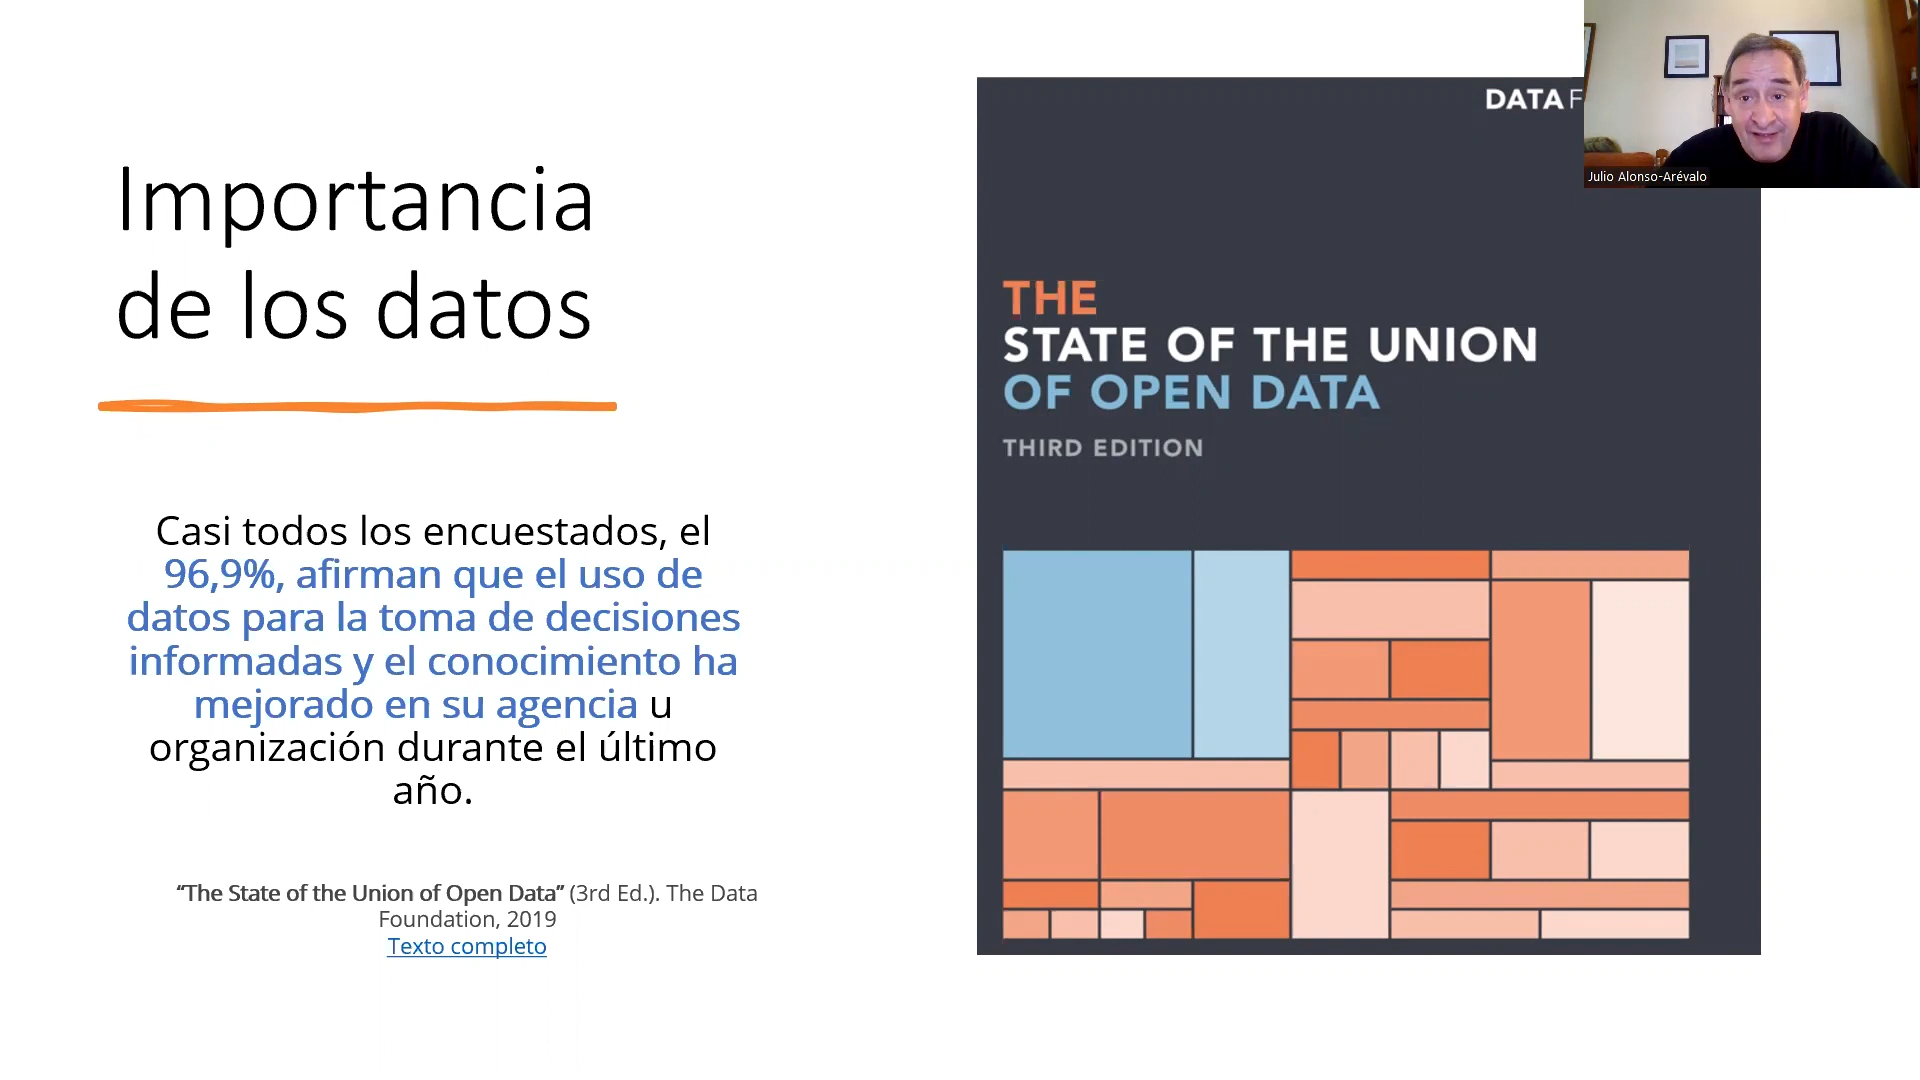 Importancia
de los datos
Casi todos los encuestados, el
96,9%, afirman que el uso de
datos para la toma de decisiones
informadas y el conocimiento ha
mejorado en su agencia u
organización durante el último
año.
“The State of the Union of Open Data” (3rd Ed.). The Data
Foundation, 2019
Texto completo
DATA F
THE
STATE OF THE UNION
OF OPEN DATA
THIRD EDITION
Julio Alonso-Arévalo